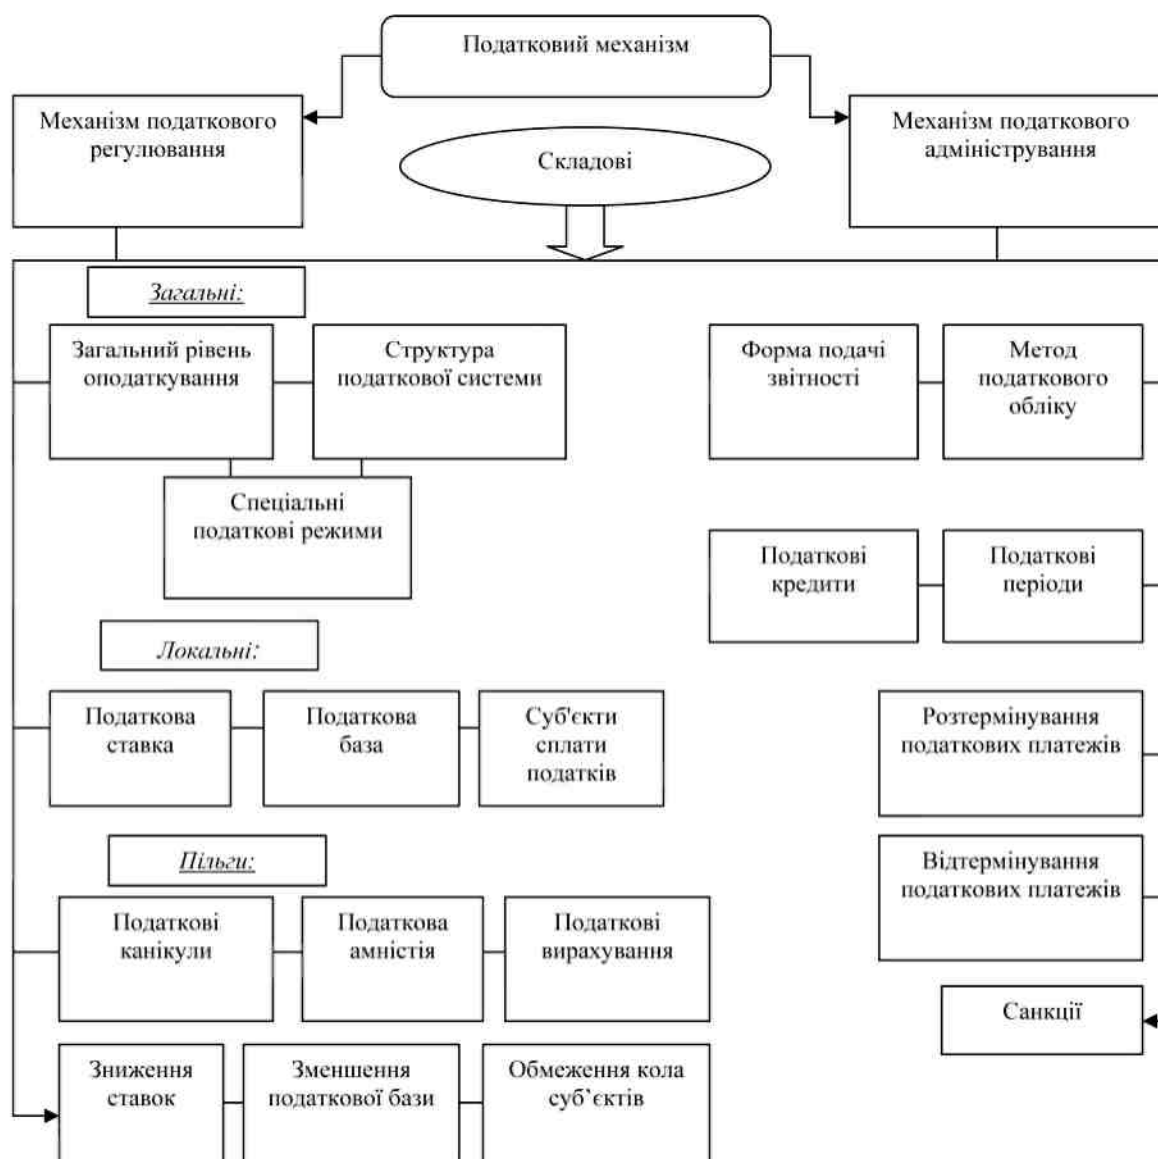 Податковий механізм
Механізм податкового
регулювання
Механізм податкового
адміністрування
Складові
Загальні:
Загальний рівень
оподаткування
Структура
податкової системи
Форма подачі
звітності
Метод
податкового
обліку
Спеціальні
податкові режими
Податкові
кредити
Податкові
періоди
Локальні:
Податкова
ставка
Податкова
база
Суб'єкти
сплати
податків
Розтермінування
податкових платежів
Пільги:
Відтермінування
податкових платежів
Податкові
канікули
Податкова
амністія
Податкові
вирахування
Санкції
Зниження
ставок
Зменшення
податкової бази
Обмеження кола
суб’єктів